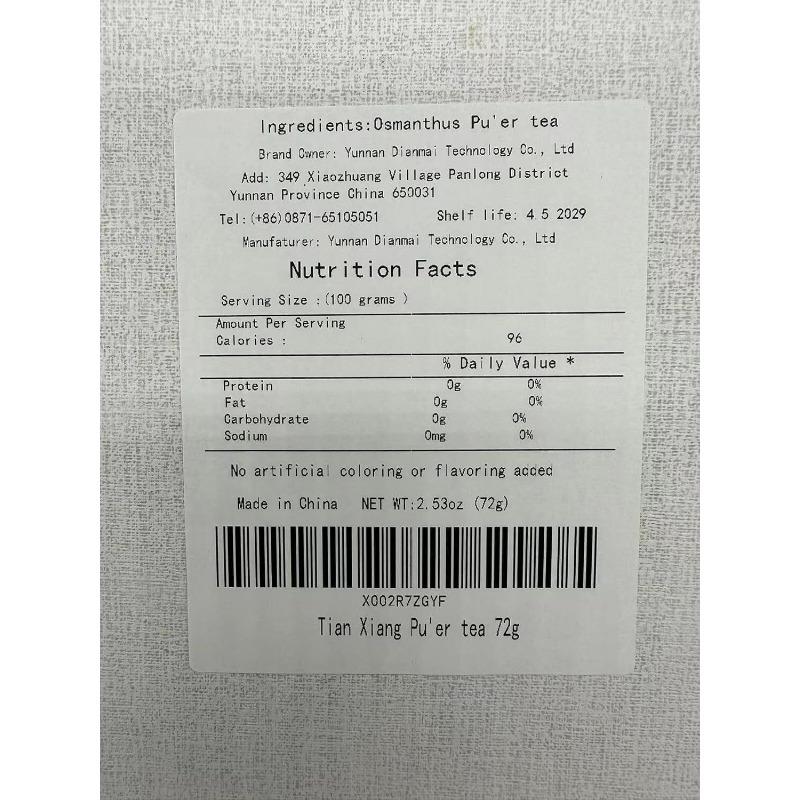 Ingredients:Osmanthus Pu'er tea
Brand Owner: Yunnan Dianmai Technology Co., Ltd
Add: 349 Xiaozhuang Village Panlong District
Yunnan Province China 650031
Tel:(+86)0871-65105051 Shelf life: 4.5 2029
Manufaturer: Yunnan Dianmai Technology Co., Ltd
Nutrition Facts
Serving Size :(100 grams )
Amount Per Serving
Calories : 96
% Daily Value *
Protein 0g 0%
Fat 0g 0%
Carbohydrate 0g 0%
Sodium 0mg 0%
No artificial coloring or flavoring added
Made in China NET WT:2.53oz (72g)
X002R7ZGYF
Tian Xiang Pu'er tea 72g